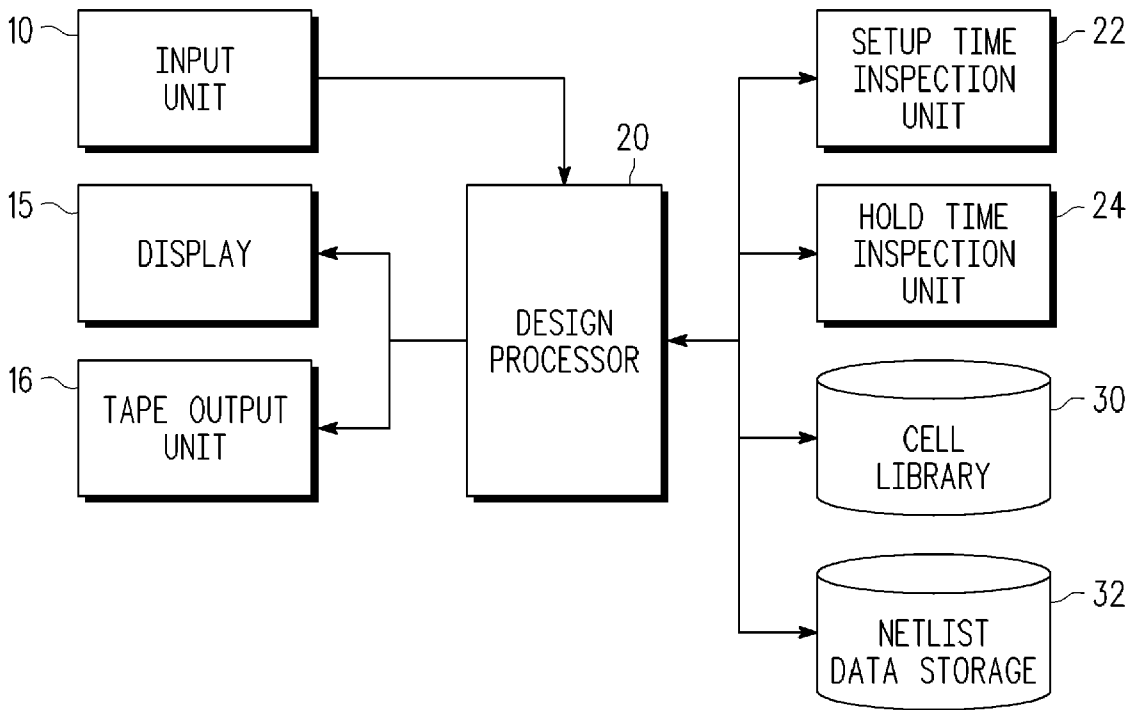 10
INPUT
UNIT
15
DISPLAY
16
TAPE OUTPUT
UNIT
20
DESIGN
PROCESSOR
22
SETUP TIME
INSPECTION
UNIT
24
HOLD TIME
INSPECTION
UNIT
30
CELL
LIBRARY
32
NETLIST
DATA STORAGE